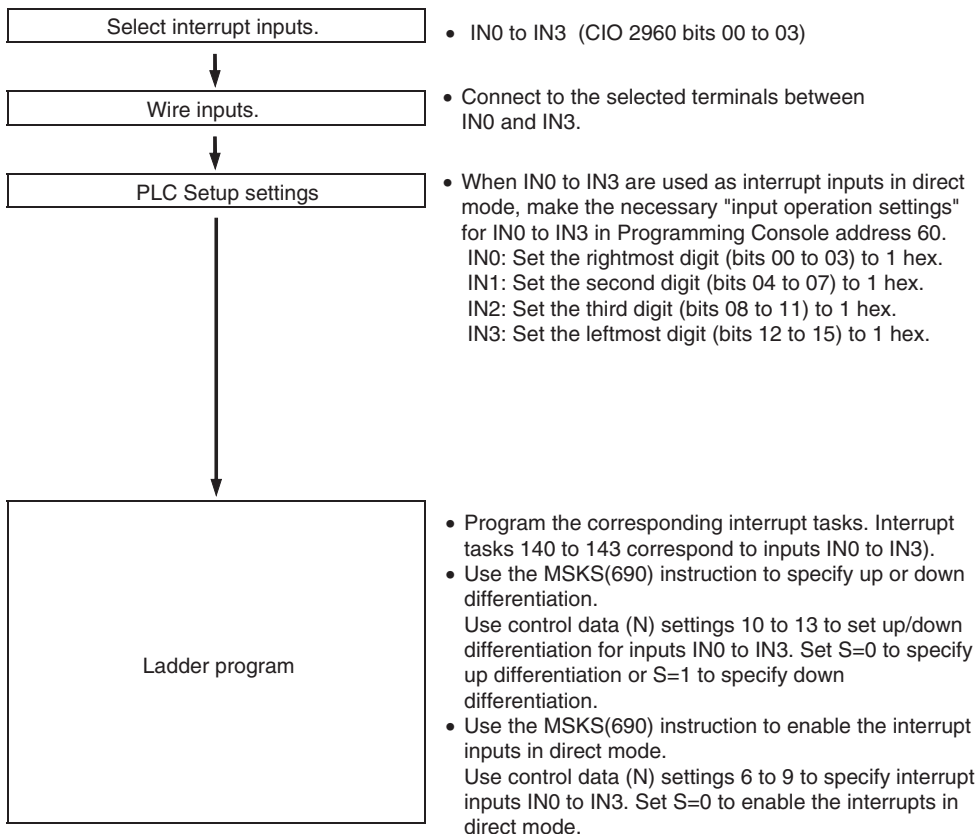 Select interrupt inputs.
• IN0 to IN3 (CIO 2960 bits 00 to 03)
Wire inputs.
• Connect to the selected terminals between
IN0 and IN3.
PLC Setup settings
• When IN0 to IN3 are used as interrupt inputs in direct
mode, make the necessary "input operation settings"
for IN0 to IN3 in Programming Console address 60.
IN0: Set the rightmost digit (bits 00 to 03) to 1 hex.
IN1: Set the second digit (bits 04 to 07) to 1 hex.
IN2: Set the third digit (bits 08 to 11) to 1 hex.
IN3: Set the leftmost digit (bits 12 to 15) to 1 hex.
Ladder program
• Program the corresponding interrupt tasks. Interrupt
tasks 140 to 143 correspond to inputs IN0 to IN3).
• Use the MSKS(690) instruction to specify up or down
differentiation.
Use control data (N) settings 10 to 13 to set up/down
differentiation for inputs IN0 to IN3. Set S=0 to specify
up differentiation or S=1 to specify down
differentiation.
• Use the MSKS(690) instruction to enable the interrupt
inputs in direct mode.
Use control data (N) settings 6 to 9 to specify interrupt
inputs IN0 to IN3. Set S=0 to enable the interrupts in
direct mode.